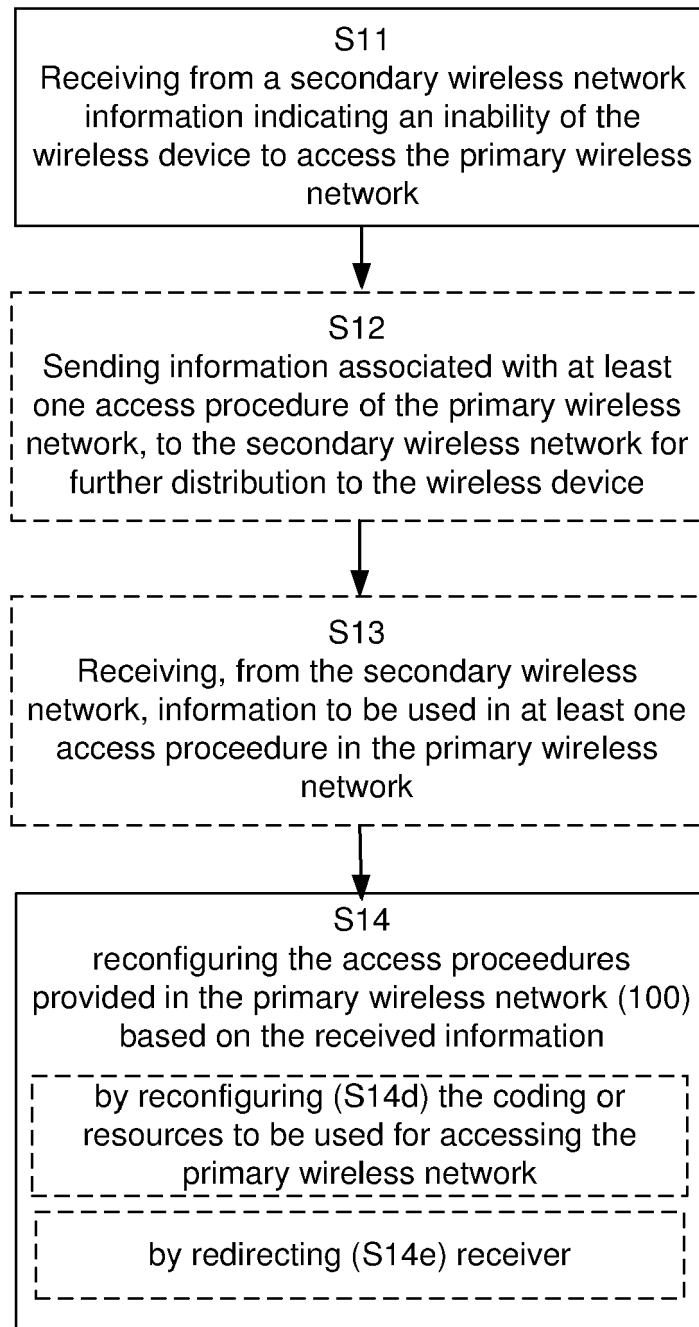 S11
Receiving from a secondary wireless network
information indicating an inability of the
wireless device to access the primary wireless
network
S12
Sending information associated with at least
one access procedure of the primary wireless
network, to the secondary wireless network for
further distribution to the wireless device
S13
Receiving, from the secondary wireless
network, information to be used in at least one
access proceedure in the primary wireless
network
S14
reconfiguring the access proceedures
provided in the primary wireless network (100)
based on the received information
by reconfiguring (S14d) the coding or
resources to be used for accessing the
primary wireless network
by redirecting (S14e) receiver